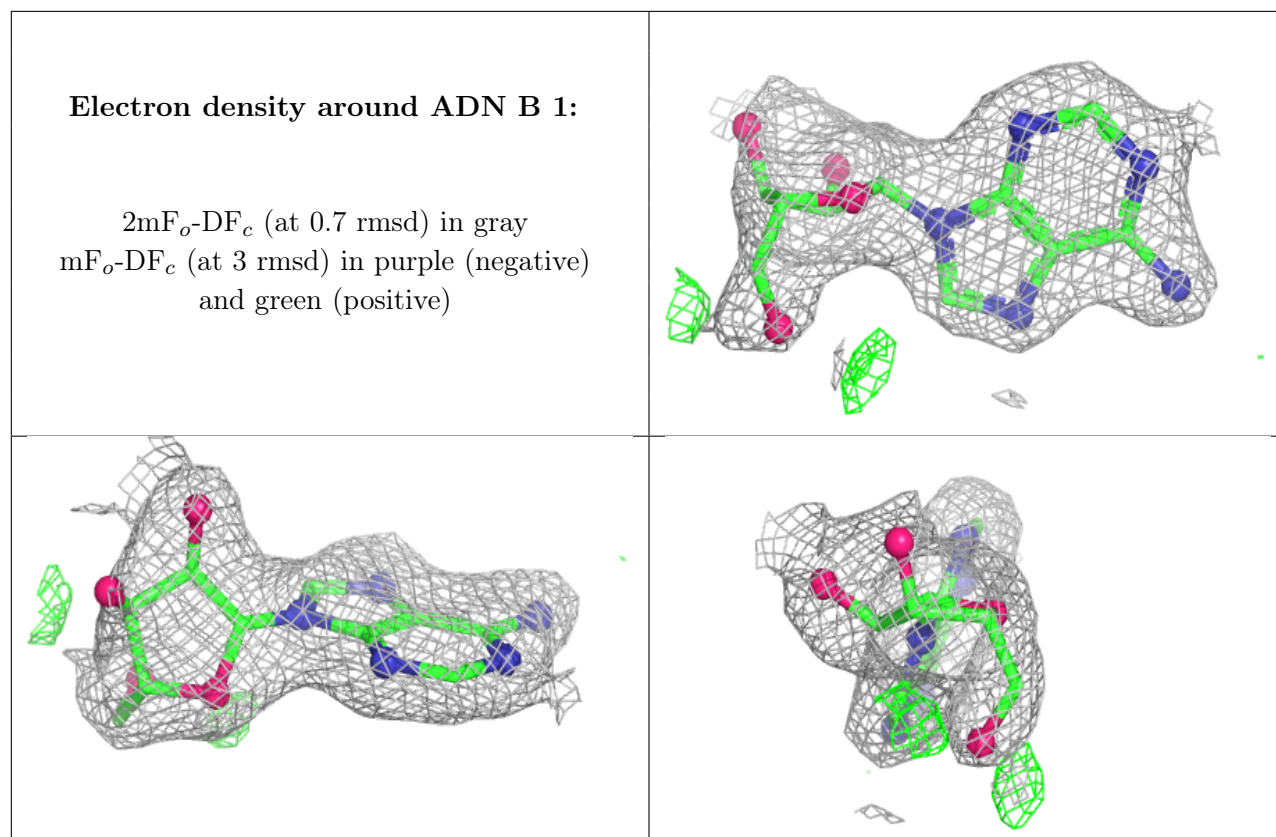 Electron density around ADN B 1:
2mFₒ-DF𝒸 (at 0.7 rmsd) in gray
mFₒ-DF𝒸 (at 3 rmsd) in purple (negative)
and green (positive)